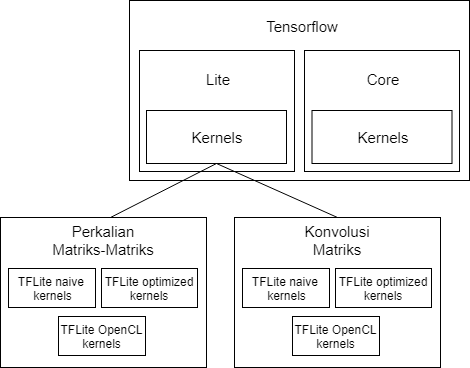 Tensorflow
Lite
Core
Kernels
Kernels
Perkalian
Matriks-Matriks
TFLite naive
kernels
TFLite optimized
kernels
TFLite OpenCL
kernels
Konvolusi
Matriks
TFLite naive
kernels
TFLite optimized
kernels
TFLite OpenCL
kernels